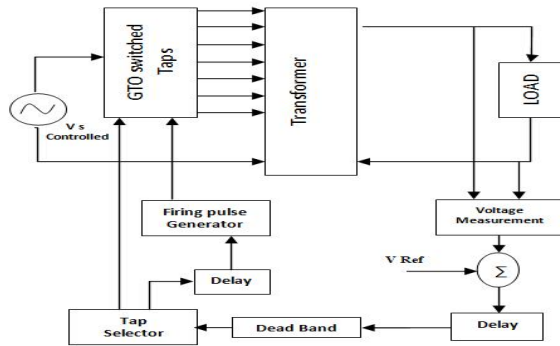 GTO switched
Taps
Transformer
LOAD
V s
Controlled
Firing pulse
Generator
Voltage
Measurement
V Ref
Σ
Delay
Tap
Selector
Dead Band
Delay